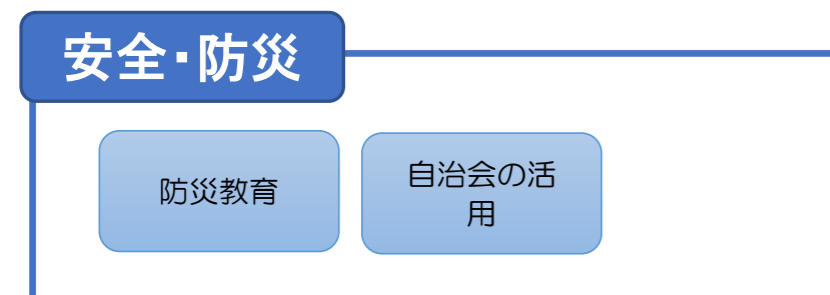 安全・防災
防災教育
自治会の活
用